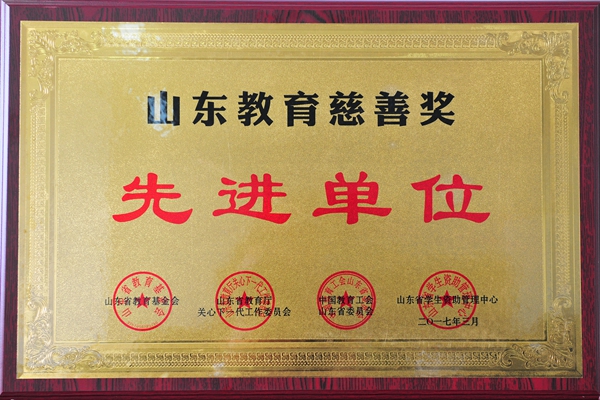 山东教育慈善奖
先进单位
山东省教育基金会
山东省教育厅
关心下一代工作委员会
中国教育工会
山东省委员会
山东省学生资助管理中心
二〇一七年三月